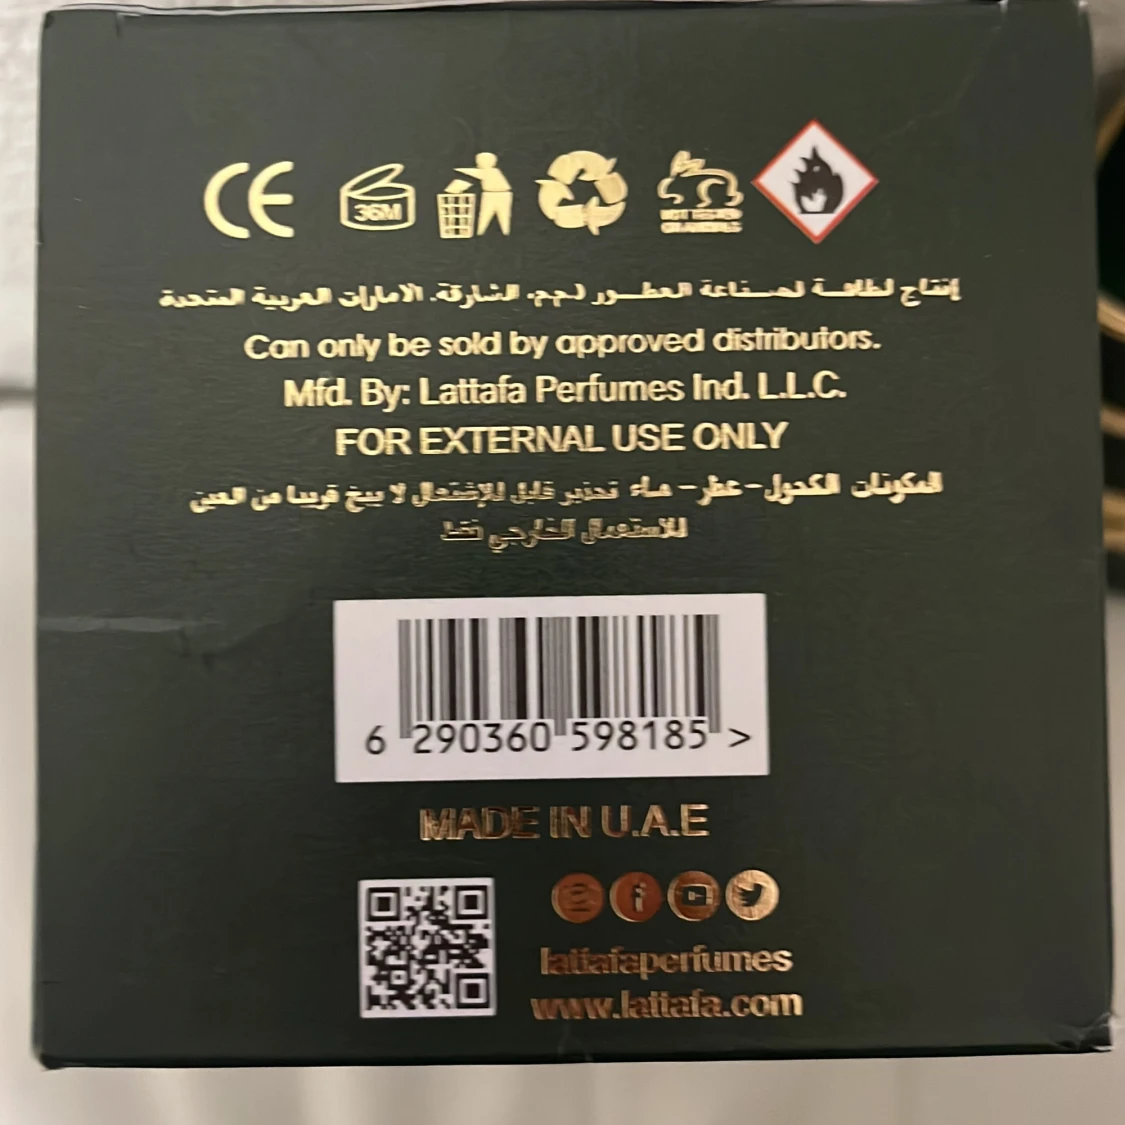 CE
36M
NOT TESTED
ON ANIMALS
إنتاج لطافة لصناعة العطور ل.م.م. الشارقة. الامارات العربية المتحدة
Can only be sold by approved distributors.
Mfd. By: Lattafa Perfumes Ind. L.L.C.
FOR EXTERNAL USE ONLY
المكونات الكحول - عطر - ماء تحذير قابل للإشتعال لا يبخ قريبا من العين
للاستعمال الخارجي فقط
6 290360 598185 >
MADE IN U.A.E
lattafaperfumes
www.lattafa.com